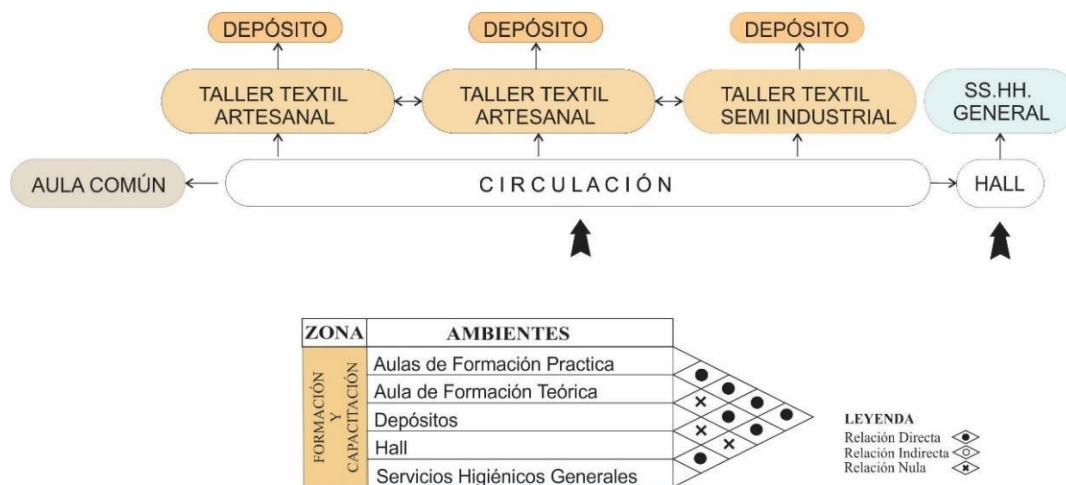 DEPÓSITO
DEPÓSITO
DEPÓSITO
TALLER TEXTIL
ARTESANAL
TALLER TEXTIL
ARTESANAL
TALLER TEXTIL
SEMI INDUSTRIAL
SS.HH.
GENERAL
AULA COMÚN
CIRCULACIÓN
HALL
ZONA
AMBIENTES
FORMACIÓN
Y
CAPACITACIÓN
Aulas de Formación Practica
Aula de Formación Teórica
Depósitos
Hall
Servicios Higiénicos Generales
LEYENDA
Relación Directa
Relación Indirecta
Relación Nula